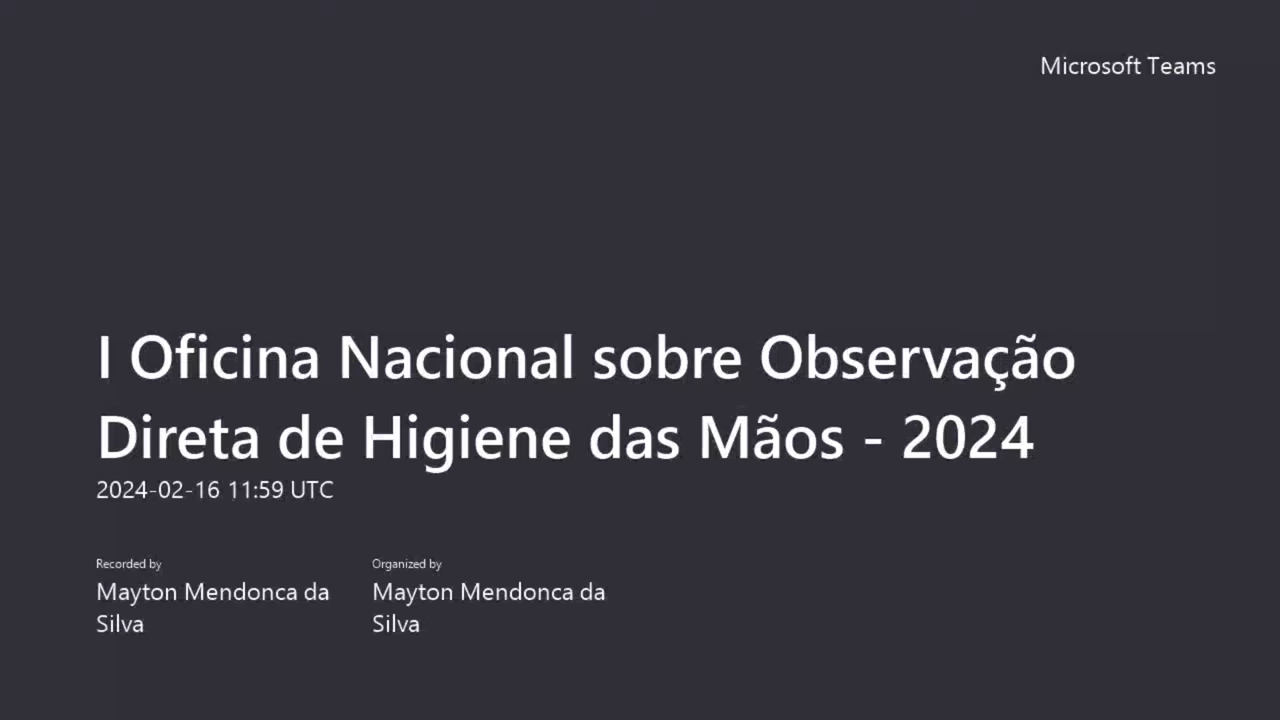 Microsoft Teams
I Oficina Nacional sobre Observação
Direta de Higiene das Mãos - 2024
2024-02-16 11:59 UTC
Recorded by
Mayton Mendonca da
Silva
Organized by
Mayton Mendonca da
Silva